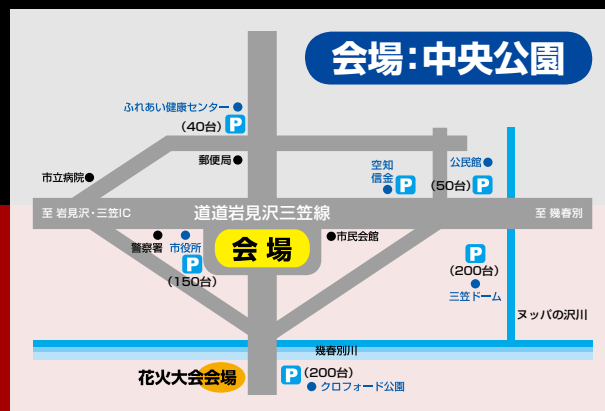 会場:中央公園
ふれあい健康センター
(40台) P
郵便局
市立病院
空知
信金
P
公民館
(50台) P
至 岩見沢・三笠IC
道道岩見沢三笠線
至 幾春別
警察署
市役所
P
(150台)
会場
市民会館
P
(200台)
三笠ドーム
ヌッパの沢川
幾春別川
花火大会会場
P (200台)
クロフォード公園